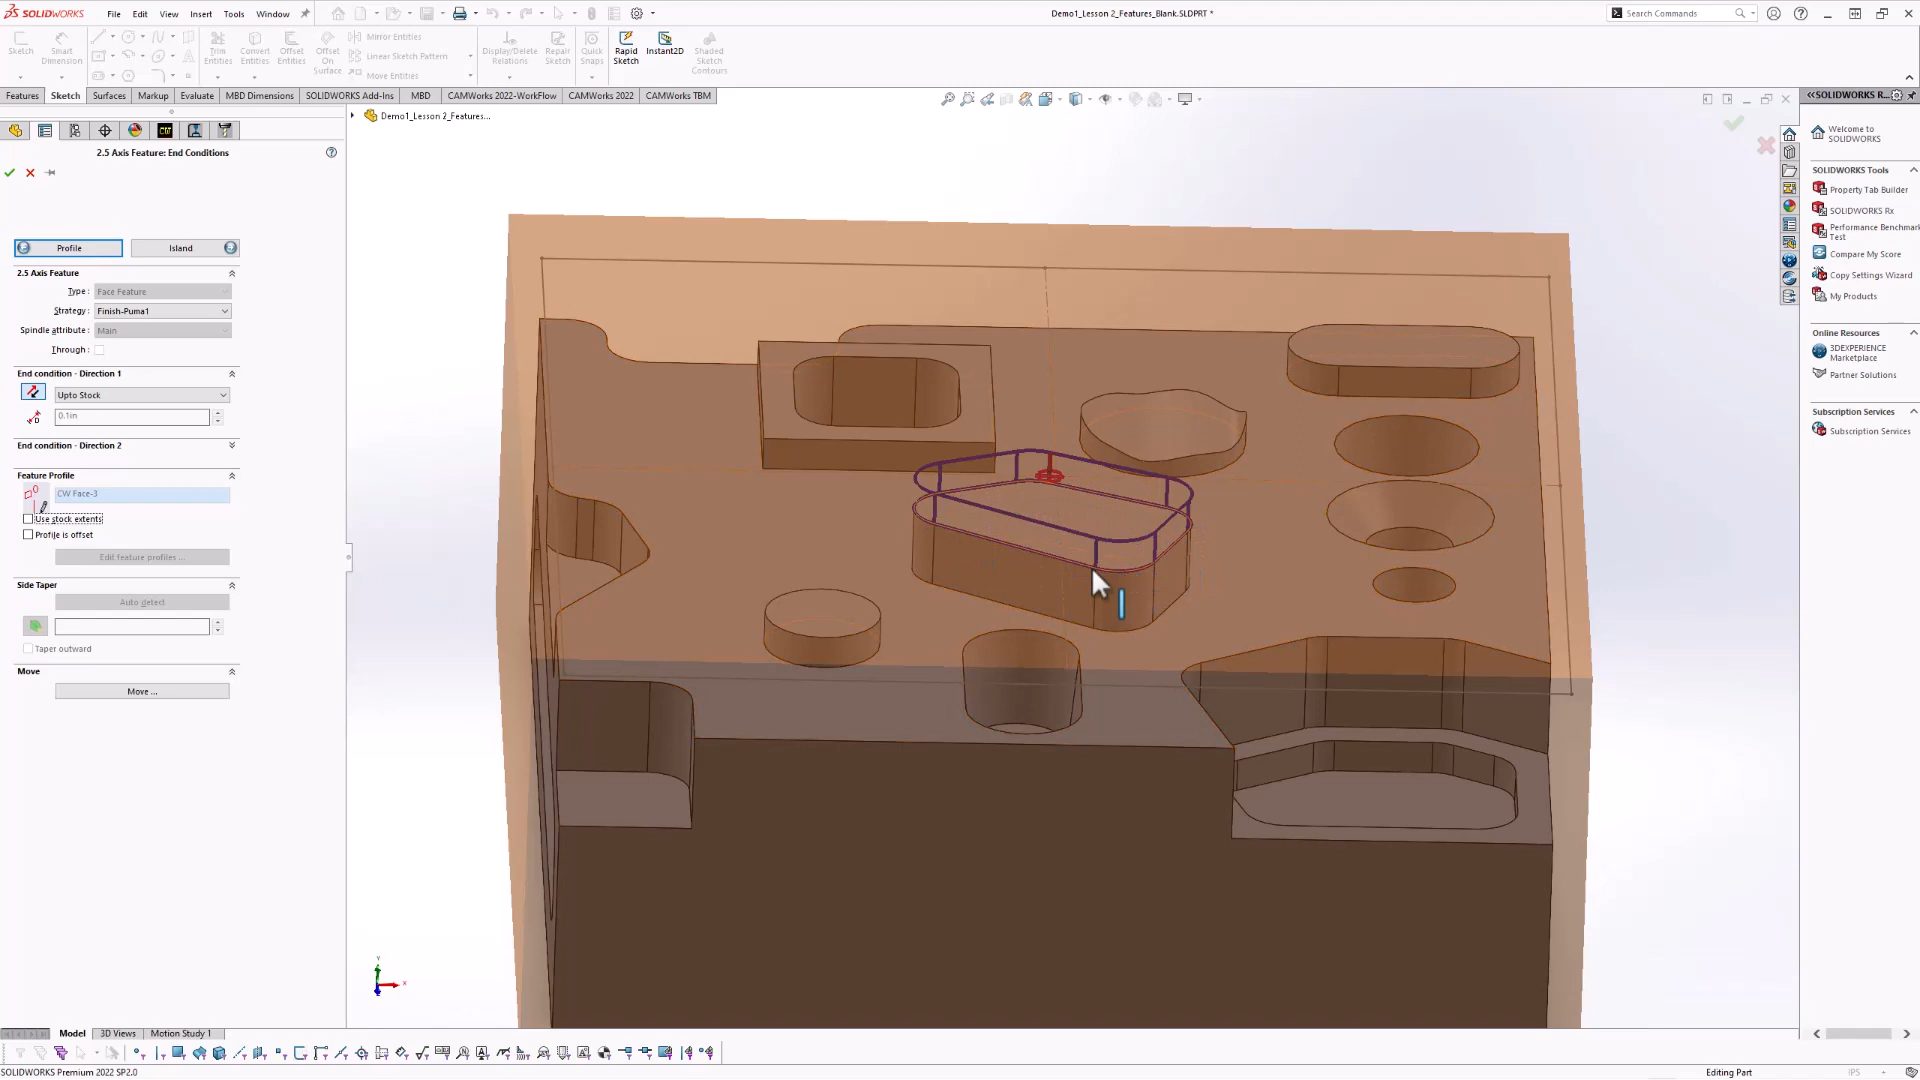 SOLIDWORKS File Edit View Insert Tools Window
Demo1_Lesson 2_Features_Blank.SLDPRT *
Search Commands
Sketch
Smart Dimension
Trim Entities
Convert Entities
Offset Entities
Offset On Surface
Mirror Entities
Linear Sketch Pattern
Move Entities
Display/Delete Relations
Repair Sketch
Quick Snaps
Rapid Sketch
Instant2D
Shaded Sketch Contours
Features Sketch Surfaces Markup Evaluate MBD Dimensions SOLIDWORKS Add-Ins MBD CAMWorks 2022-WorkFlow CAMWorks 2022 CAMWorks TBM
Demo1_Lesson 2_Features...
2.5 Axis Feature: End Conditions
Profile Island
2.5 Axis Feature
Type: Face Feature
Strategy: Finish-Puma1
Spindle attribute: Main
Through:
End condition - Direction 1
Upto Stock
D 0.1in
End condition - Direction 2
Feature Profile
CW Face-3
Use stock extents
Profile is offset
Edit feature profiles ...
Side Taper
Auto detect
Taper outward
Move
Move ...
SOLIDWORKS R...
Welcome to
SOLIDWORKS
SOLIDWORKS Tools
Property Tab Builder
SOLIDWORKS Rx
Performance Benchmark
Test
Compare My Score
Copy Settings Wizard
My Products
Online Resources
3DEXPERIENCE
Marketplace
Partner Solutions
Subscription Services
Subscription Services
Model 3D Views Motion Study 1
SOLIDWORKS Premium 2022 SP2.0
Editing Part
IPS